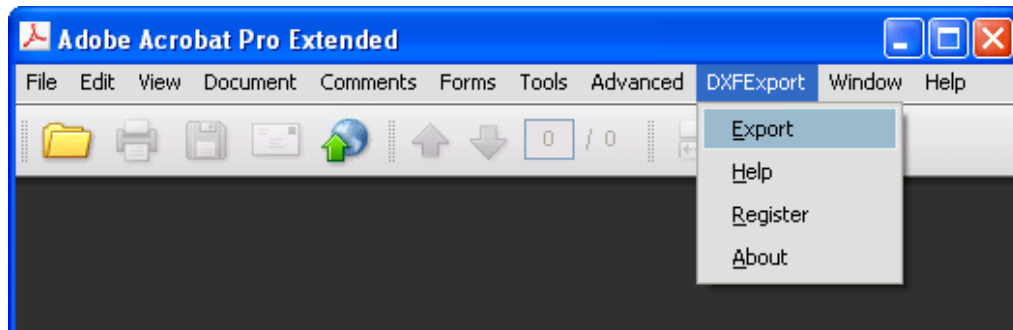 Adobe Acrobat Pro Extended
File Edit View Document Comments Forms Tools Advanced DXFExport Window Help
0 / 0
Export
Help
Register
About